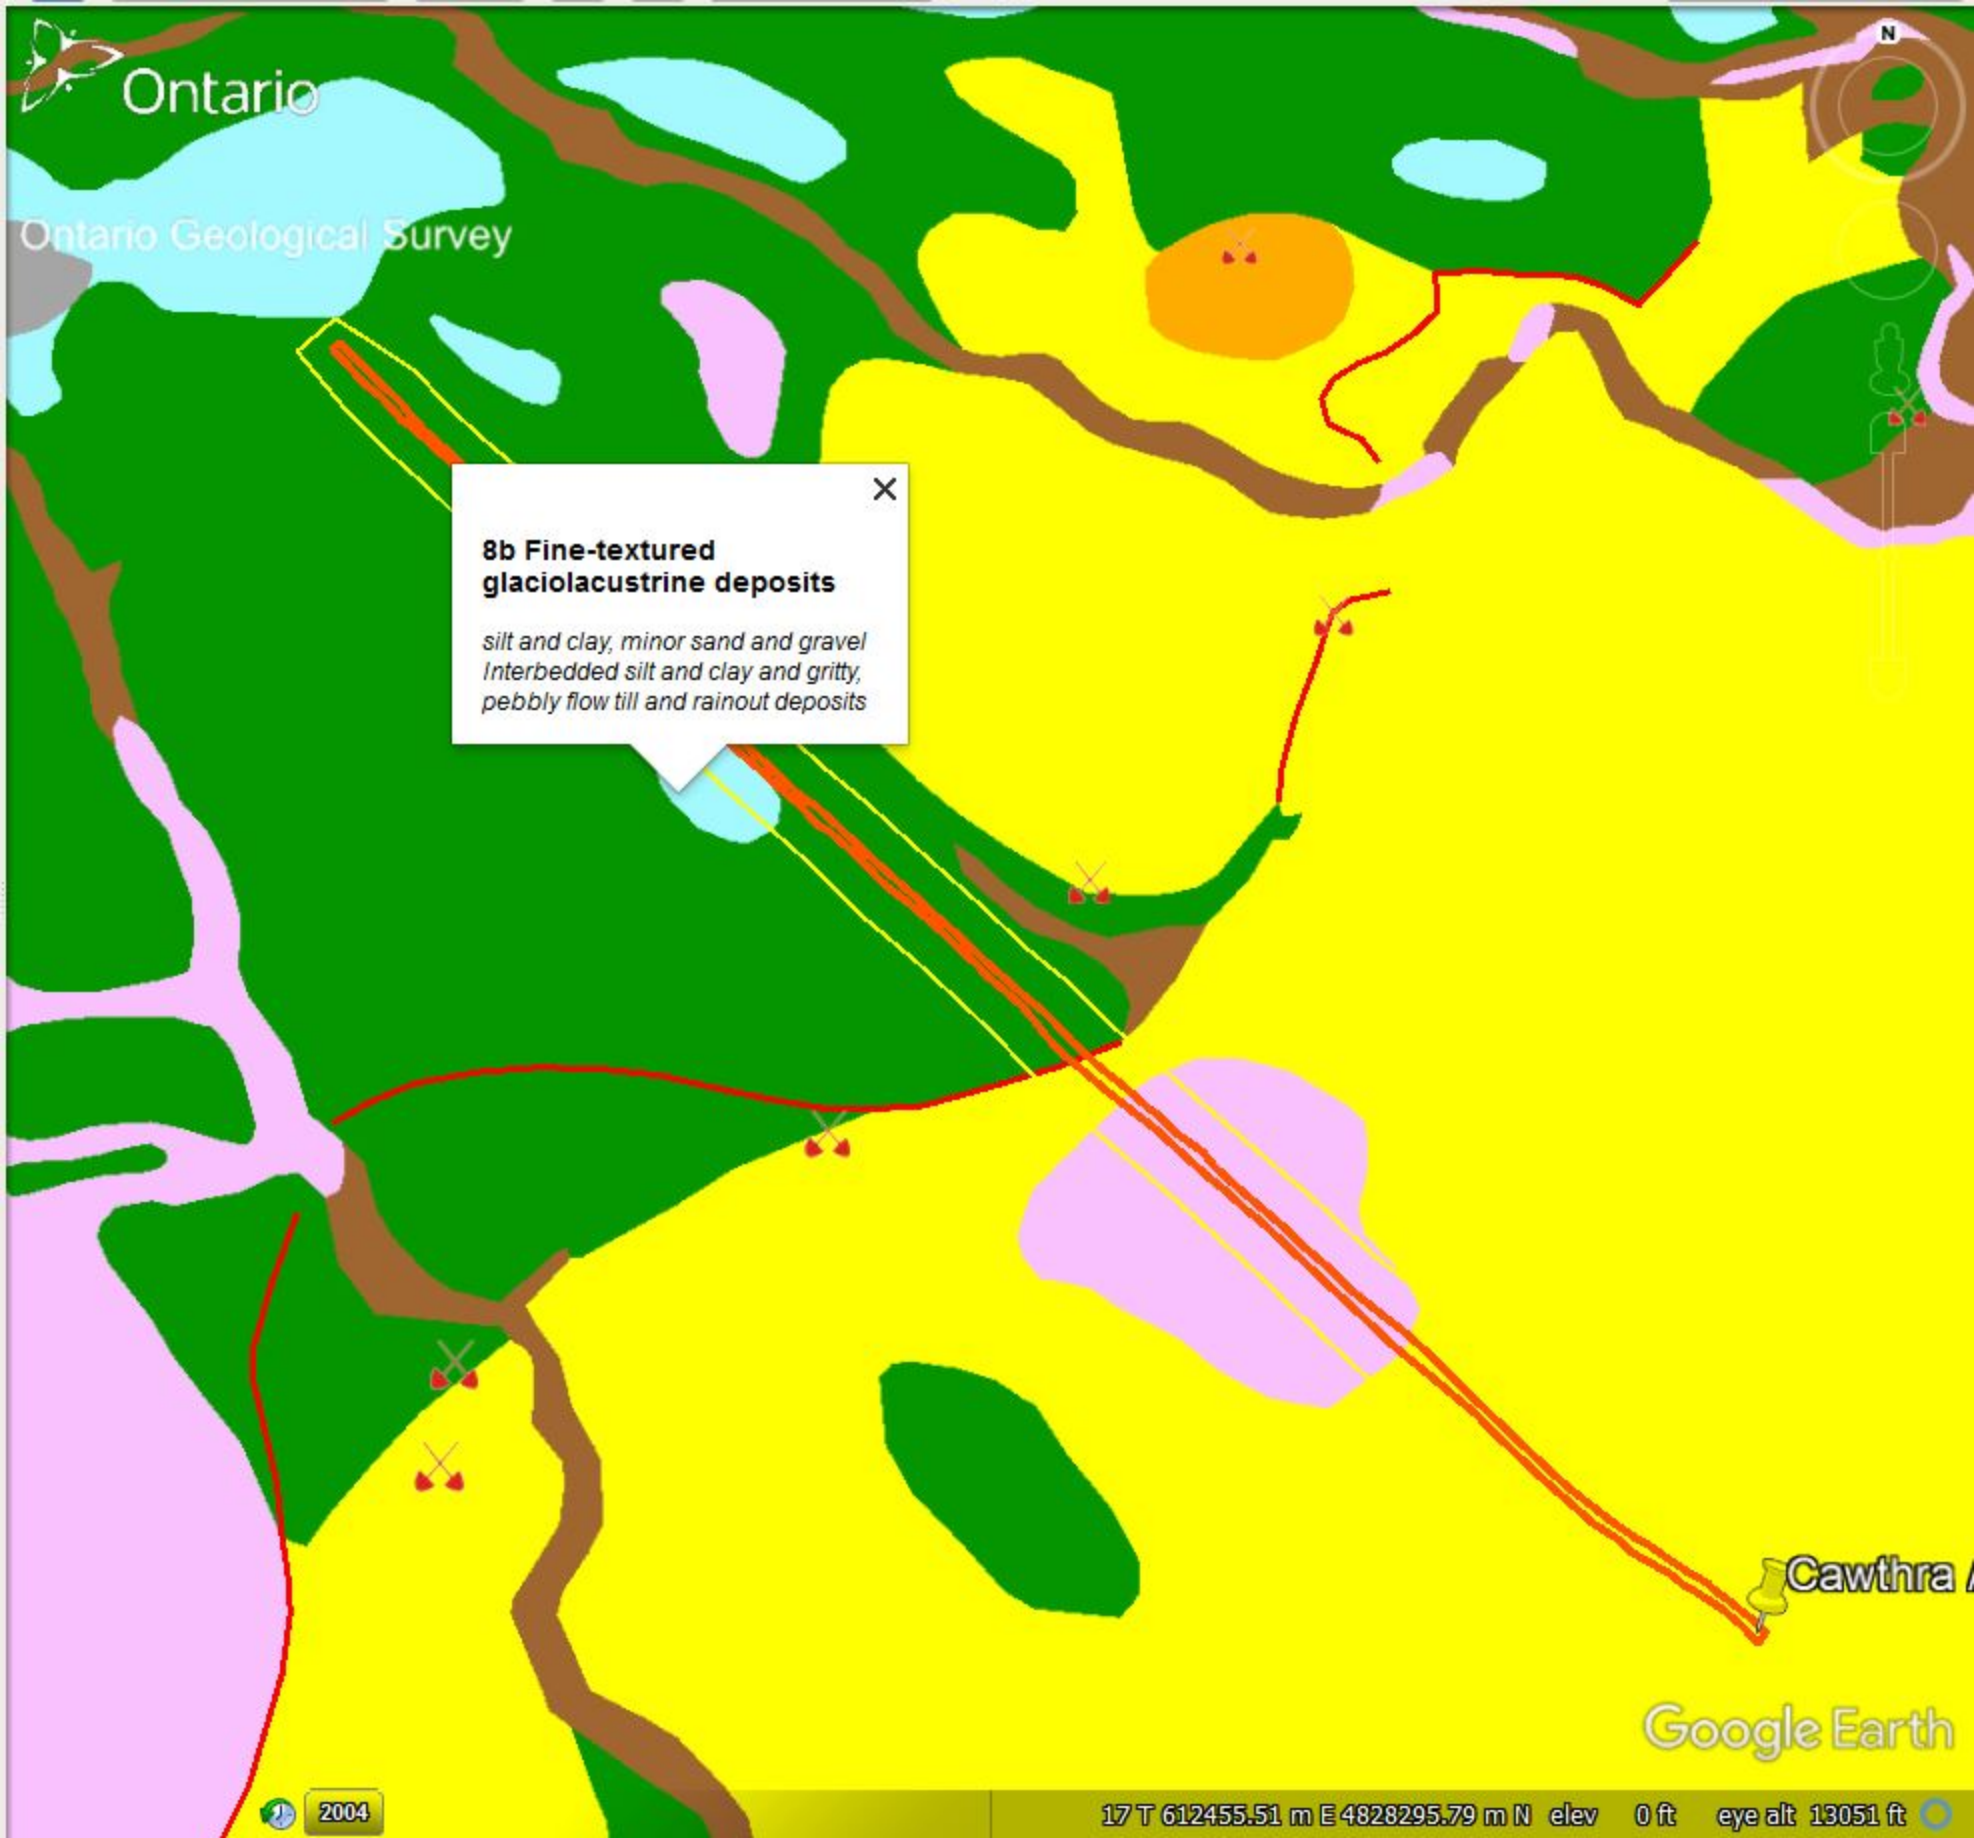 N
Ontario
Ontario Geological Survey
8b Fine-textured
glaciolacustrine deposits
silt and clay, minor sand and gravel
Interbedded silt and clay and gritty,
pebbly flow till and rainout deposits
Cawthra
Google Earth
2004
17 T 612455.51 m E 4828295.79 m N elev 0 ft eye alt 13051 ft